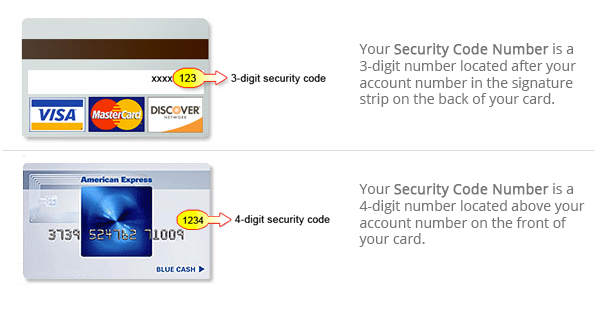 Your Security Code Number is a
3-digit number located after your
account number in the signature
strip on the back of your card.
xxxx 123
3-digit security code
VISA MasterCard DISCOVER
NETWORK
American Express
1234
4-digit security code
3739 524762 71009
BLUE CASH
Your Security Code Number is a
4-digit number located above your
account number on the front of
your card.